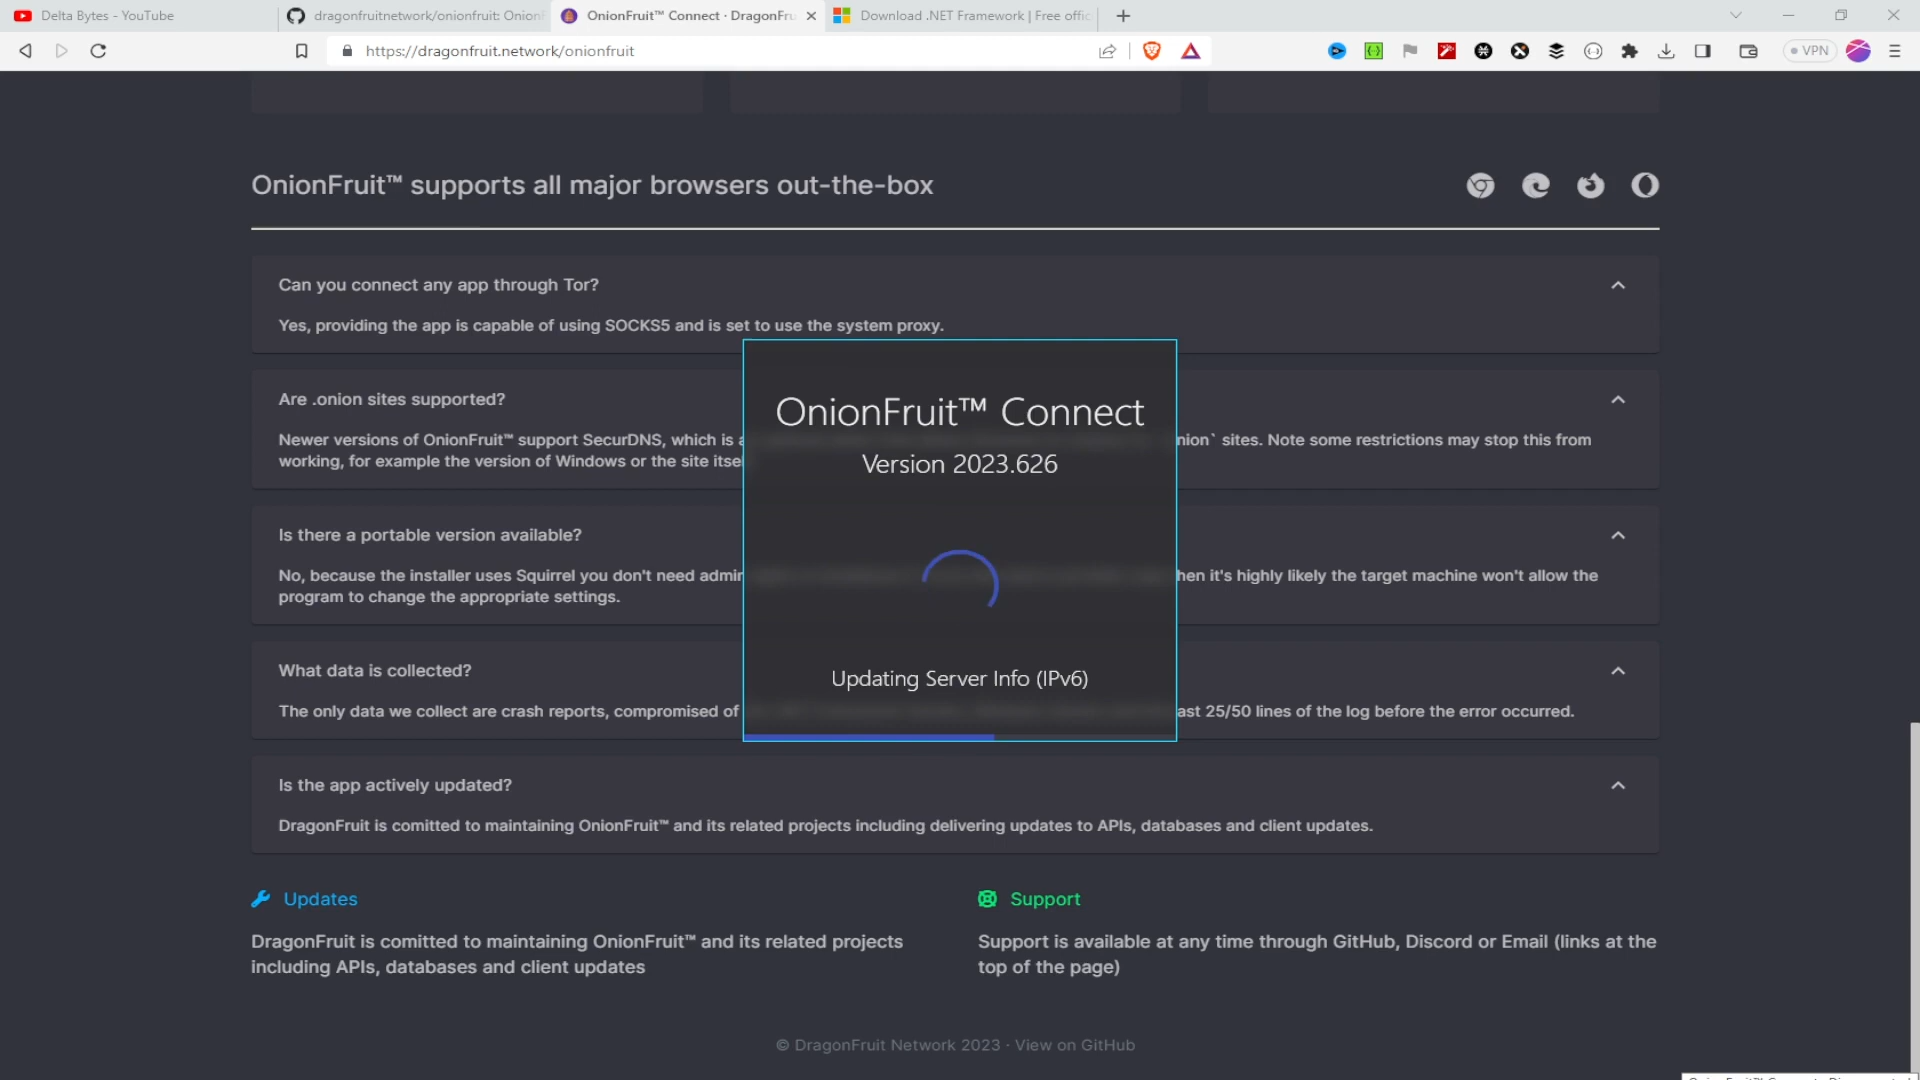 Delta Bytes - YouTube
dragonfruitnetwork/onionfruit: Onion
OnionFruit™ Connect · DragonFru
Download .NET Framework | Free offic
https://dragonfruit.network/onionfruit
VPN
OnionFruit™ supports all major browsers out-the-box
Can you connect any app through Tor?
Yes, providing the app is capable of using SOCKS5 and is set to use the system proxy.
Are .onion sites supported?
Newer versions of OnionFruit™ support SecurDNS, which is
nion` sites. Note some restrictions may stop this from
working, for example the version of Windows or the site itse
Is there a portable version available?
No, because the installer uses Squirrel you don't need admi
hen it's highly likely the target machine won't allow the
program to change the appropriate settings.
What data is collected?
The only data we collect are crash reports, compromised of
ast 25/50 lines of the log before the error occurred.
Is the app actively updated?
DragonFruit is comitted to maintaining OnionFruit™ and its related projects including delivering updates to APIs, databases and client updates.
OnionFruit™ Connect
Version 2023.626
Updating Server Info (IPv6)
Updates
DragonFruit is comitted to maintaining OnionFruit™ and its related projects
including APIs, databases and client updates
Support
Support is available at any time through GitHub, Discord or Email (links at the
top of the page)
© DragonFruit Network 2023 · View on GitHub